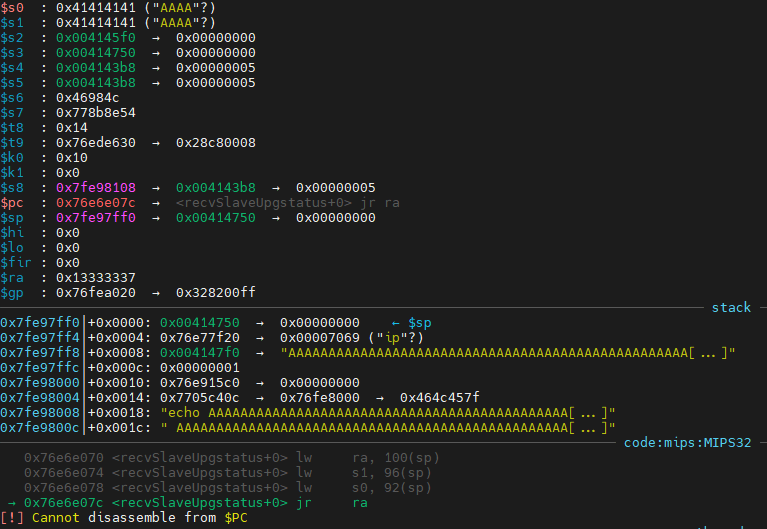 $s0 : 0x41414141 ("AAAA"?)
$s1 : 0x41414141 ("AAAA"?)
$s2 : 0x004145f0 → 0x00000000
$s3 : 0x00414750 → 0x00000000
$s4 : 0x004143b8 → 0x00000005
$s5 : 0x004143b8 → 0x00000005
$s6 : 0x46984c
$s7 : 0x778b8e54
$t8 : 0x14
$t9 : 0x76ede630 → 0x28c80008
$k0 : 0x10
$k1 : 0x0
$s8 : 0x7fe98108 → 0x004143b8 → 0x00000005
$pc : 0x76e6e07c → <recvSlaveUpgstatus+0> jr ra
$sp : 0x7fe97ff0 → 0x00414750 → 0x00000000
$hi : 0x0
$lo : 0x0
$fir : 0x0
$ra : 0x13333337
$gp : 0x76fea020 → 0x328200ff
stack
0x7fe97ff0|+0x0000: 0x00414750 → 0x00000000 ← $sp
0x7fe97ff4|+0x0004: 0x76e77f20 → 0x00007069 ("ip"?)
0x7fe97ff8|+0x0008: 0x004147f0 → "AAAAAAAAAAAAAAAAAAAAAAAAAAAAAAAAAAAAAAAAAAAAAAAAAA[...]"
0x7fe97ffc|+0x000c: 0x00000001
0x7fe98000|+0x0010: 0x76e915c0 → 0x00000000
0x7fe98004|+0x0014: 0x7705c40c → 0x76fe8000 → 0x464c457f
0x7fe98008|+0x0018: "echo AAAAAAAAAAAAAAAAAAAAAAAAAAAAAAAAAAAAAAAAAAAAA[...]"
0x7fe9800c|+0x001c: " AAAAAAAAAAAAAAAAAAAAAAAAAAAAAAAAAAAAAAAAAAAAAAAAA[...]"
code:mips:MIPS32
0x76e6e070 <recvSlaveUpgstatus+0> lw ra, 100(sp)
0x76e6e074 <recvSlaveUpgstatus+0> lw s1, 96(sp)
0x76e6e078 <recvSlaveUpgstatus+0> lw s0, 92(sp)
→ 0x76e6e07c <recvSlaveUpgstatus+0> jr ra
[!] Cannot disassemble from $PC